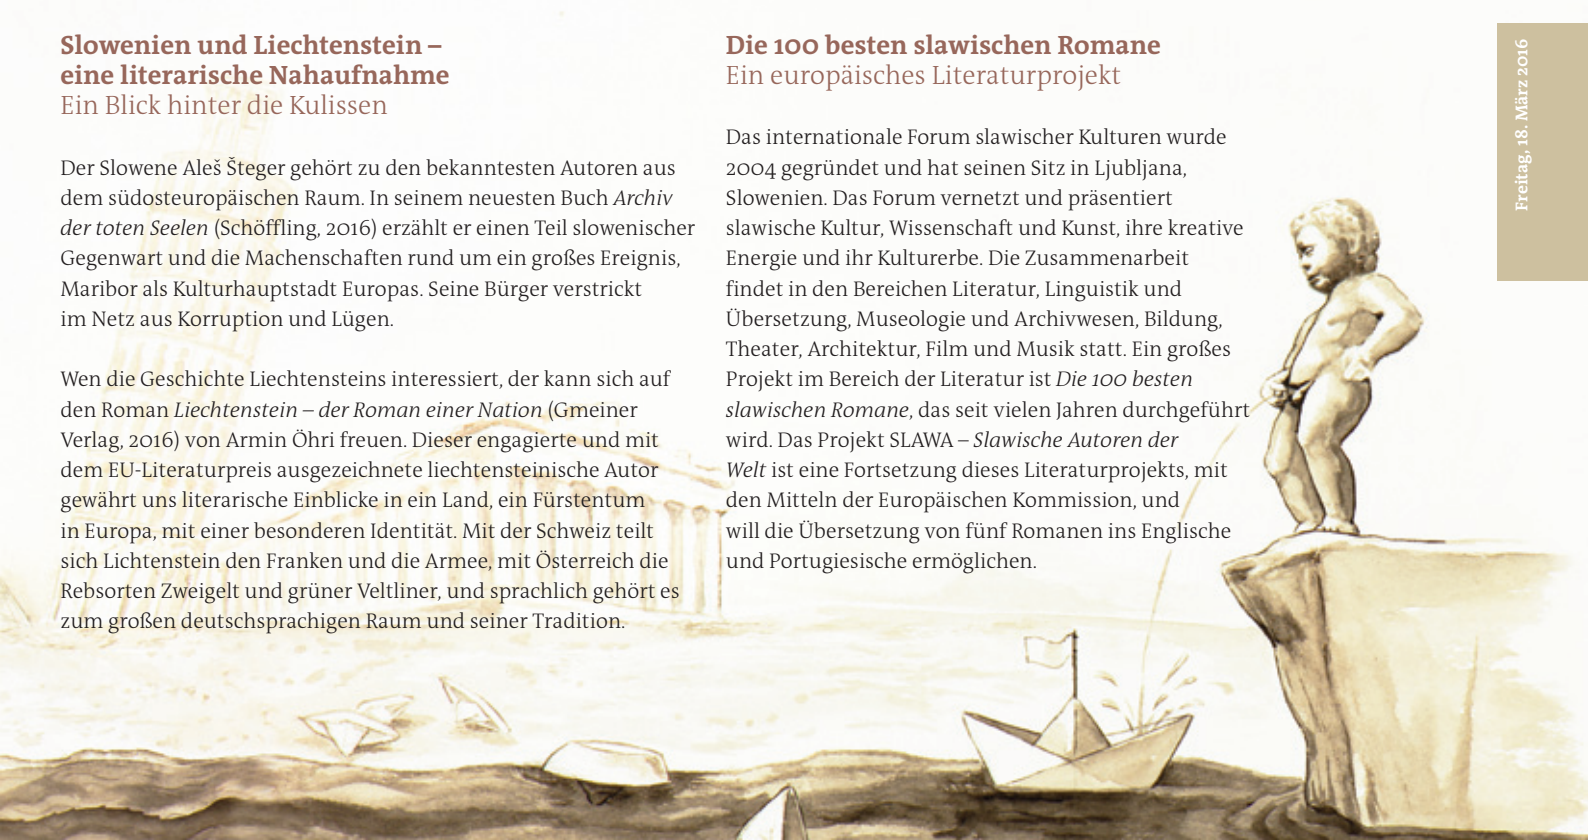 Slowenien und Liechtenstein –
eine literarische Nahaufnahme
Ein Blick hinter die Kulissen
Der Slowene Aleš Šteger gehört zu den bekanntesten Autoren aus
dem südosteuropäischen Raum. In seinem neuesten Buch Archiv
der toten Seelen (Schöffling, 2016) erzählt er einen Teil slowenischer
Gegenwart und die Machenschaften rund um ein großes Ereignis,
Maribor als Kulturhauptstadt Europas. Seine Bürger verstrickt
im Netz aus Korruption und Lügen.
Wen die Geschichte Liechtensteins interessiert, der kann sich auf
den Roman Liechtenstein – der Roman einer Nation (Gmeiner
Verlag, 2016) von Armin Öhri freuen. Dieser engagierte und mit
dem EU-Literaturpreis ausgezeichnete liechtensteinische Autor
gewährt uns literarische Einblicke in ein Land, ein Fürstentum
in Europa, mit einer besonderen Identität. Mit der Schweiz teilt
sich Lichtenstein den Franken und die Armee, mit Österreich die
Rebsorten Zweigelt und grüner Veltliner, und sprachlich gehört es
zum großen deutschsprachigen Raum und seiner Tradition.
Die 100 besten slawischen Romane
Ein europäisches Literaturprojekt
Das internationale Forum slawischer Kulturen wurde
2004 gegründet und hat seinen Sitz in Ljubljana,
Slowenien. Das Forum vernetzt und präsentiert
slawische Kultur, Wissenschaft und Kunst, ihre kreative
Energie und ihr Kulturerbe. Die Zusammenarbeit
findet in den Bereichen Literatur, Linguistik und
Übersetzung, Museologie und Archivwesen, Bildung,
Theater, Architektur, Film und Musik statt. Ein großes
Projekt im Bereich der Literatur ist Die 100 besten
slawischen Romane, das seit vielen Jahren durchgeführt
wird. Das Projekt SLAWA – Slawische Autoren der
Welt ist eine Fortsetzung dieses Literaturprojekts, mit
den Mitteln der Europäischen Kommission, und
will die Übersetzung von fünf Romanen ins Englische
und Portugiesische ermöglichen.
Freitag, 18. März 2016